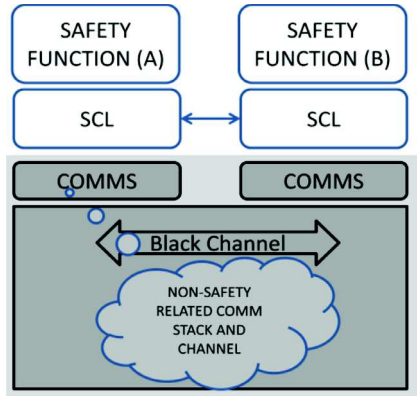 SAFETY
FUNCTION (A)
SAFETY
FUNCTION (B)
SCL
SCL
COMMS
COMMS
Black Channel
NON-SAFETY
RELATED COMM
STACK AND
CHANNEL